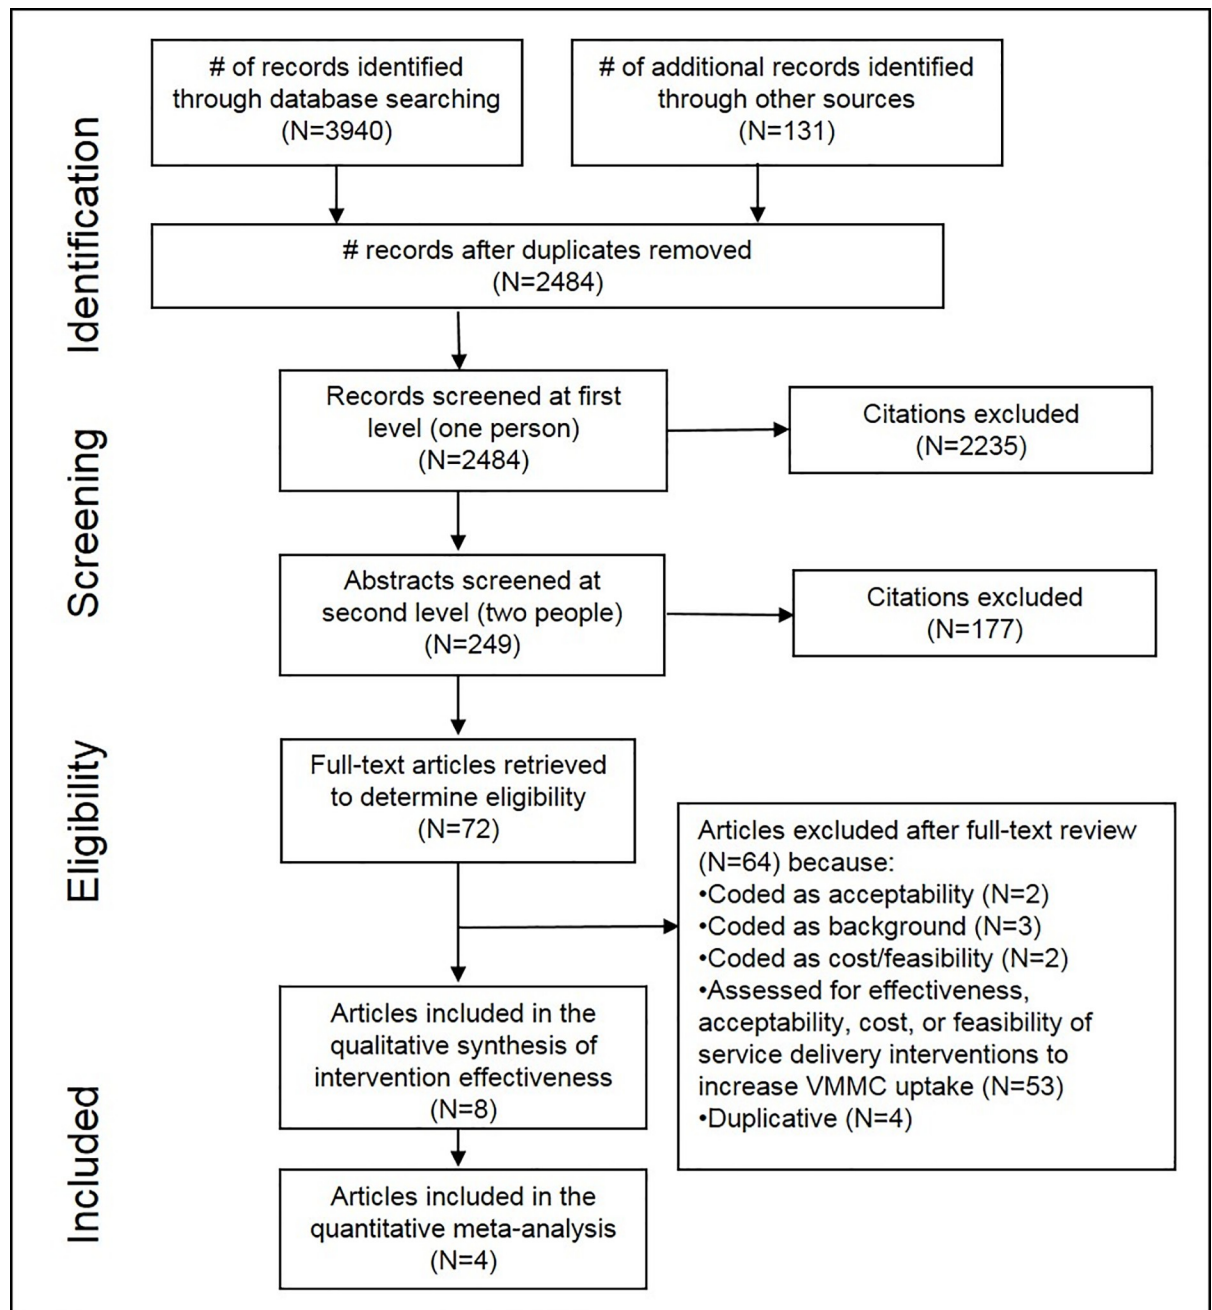 Identification
# of records identified
through database searching
(N=3940)
# of additional records identified
through other sources
(N=131)
# records after duplicates removed
(N=2484)
Screening
Records screened at first
level (one person)
(N=2484)
Citations excluded
(N=2235)
Abstracts screened at
second level (two people)
(N=249)
Citations excluded
(N=177)
Eligibility
Full-text articles retrieved
to determine eligibility
(N=72)
Articles excluded after full-text review
(N=64) because:
•Coded as acceptability (N=2)
•Coded as background (N=3)
•Coded as cost/feasibility (N=2)
•Assessed for effectiveness,
acceptability, cost, or feasibility of
service delivery interventions to
increase VMMC uptake (N=53)
•Duplicative (N=4)
Included
Articles included in the
qualitative synthesis of
intervention effectiveness
(N=8)
Articles included in the
quantitative meta-analysis
(N=4)